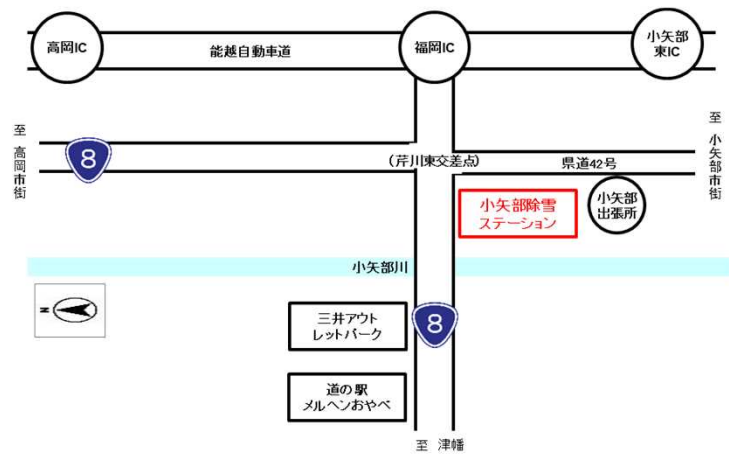 高岡IC
能越自動車道
福岡IC
小矢部
東IC
至
高岡市街
8
(芹川東交差点)
県道42号
至
小矢部市街
小矢部除雪
ステーション
小矢部
出張所
小矢部川
N
三井アウト
レットパーク
8
道の駅
メルヘンおやべ
至 津幡